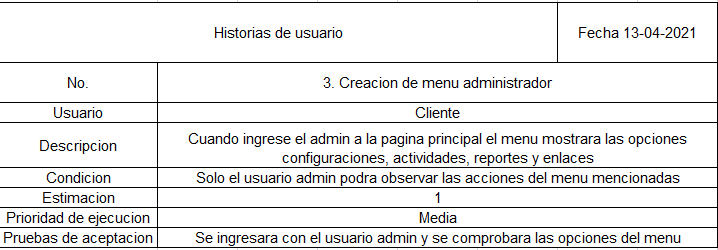 Historias de usuario Fecha 13-04-2021
No. 3. Creacion de menu administrador
Usuario Cliente
Descripcion Cuando ingrese el admin a la pagina principal el menu mostrara las opciones
configuraciones, actividades, reportes y enlaces
Condicion Solo el usuario admin podra observar las acciones del menu mencionadas
Estimacion 1
Prioridad de ejecucion Media
Pruebas de aceptacion Se ingresara con el usuario admin y se comprobara las opciones del menu